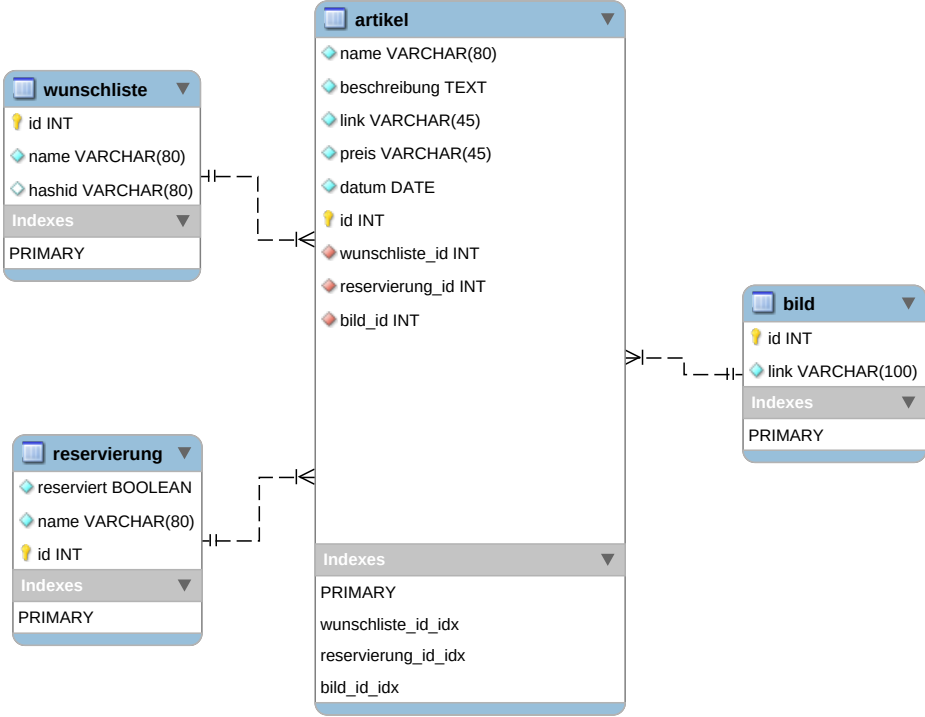 wunschliste
id INT
name VARCHAR(80)
hashid VARCHAR(80)
Indexes
PRIMARY
artikel
name VARCHAR(80)
beschreibung TEXT
link VARCHAR(45)
preis VARCHAR(45)
datum DATE
id INT
wunschliste_id INT
reservierung_id INT
bild_id INT
Indexes
PRIMARY
wunschliste_id_idx
reservierung_id_idx
bild_id_idx
bild
id INT
link VARCHAR(100)
Indexes
PRIMARY
reservierung
reserviert BOOLEAN
name VARCHAR(80)
id INT
Indexes
PRIMARY